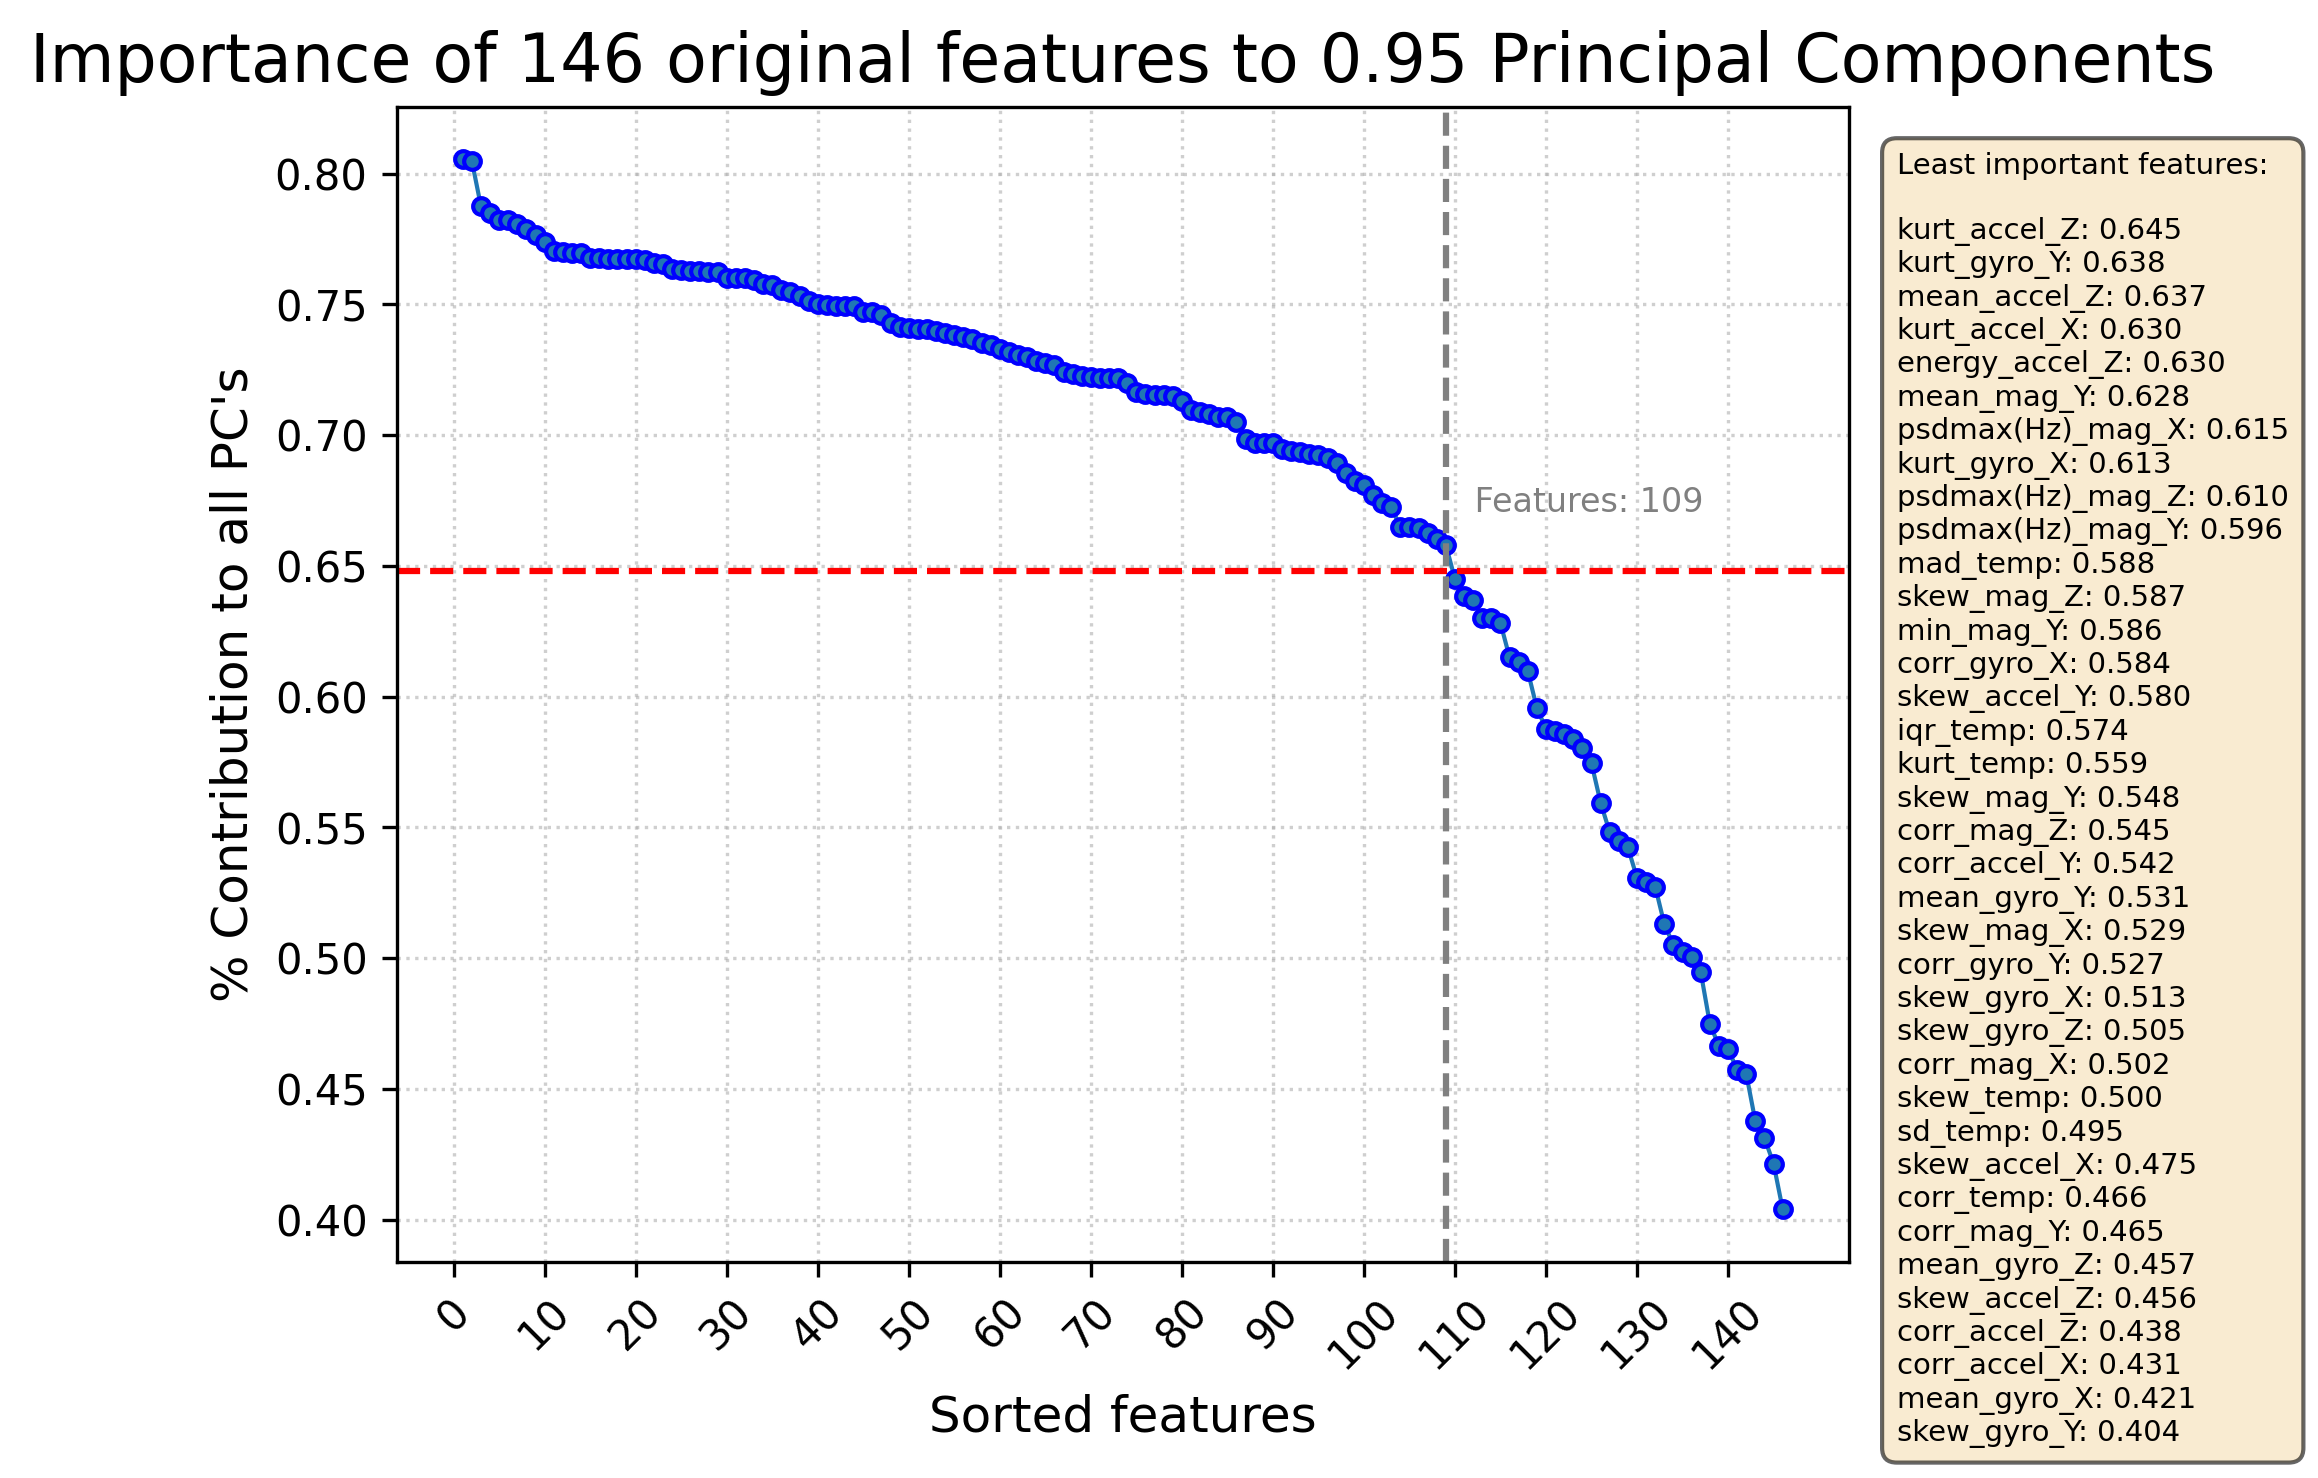 Importance of 146 original features to 0.95 Principal Components
% Contribution to all PC's
0.80
0.75
0.70
0.65
0.60
0.55
0.50
0.45
0.40
Features: 109
0
10
20
30
40
50
60
70
80
90
100
110
120
130
140
Sorted features
Least important features:
kurt_accel_Z: 0.645
kurt_gyro_Y: 0.638
mean_accel_Z: 0.637
kurt_accel_X: 0.630
energy_accel_Z: 0.630
mean_mag_Y: 0.628
psdmax(Hz)_mag_X: 0.615
kurt_gyro_X: 0.613
psdmax(Hz)_mag_Z: 0.610
psdmax(Hz)_mag_Y: 0.596
mad_temp: 0.588
skew_mag_Z: 0.587
min_mag_Y: 0.586
corr_gyro_X: 0.584
skew_accel_Y: 0.580
iqr_temp: 0.574
kurt_temp: 0.559
skew_mag_Y: 0.548
corr_mag_Z: 0.545
corr_accel_Y: 0.542
mean_gyro_Y: 0.531
skew_mag_X: 0.529
corr_gyro_Y: 0.527
skew_gyro_X: 0.513
skew_gyro_Z: 0.505
corr_mag_X: 0.502
skew_temp: 0.500
sd_temp: 0.495
skew_accel_X: 0.475
corr_temp: 0.466
corr_mag_Y: 0.465
mean_gyro_Z: 0.457
skew_accel_Z: 0.456
corr_accel_Z: 0.438
corr_accel_X: 0.431
mean_gyro_X: 0.421
skew_gyro_Y: 0.404